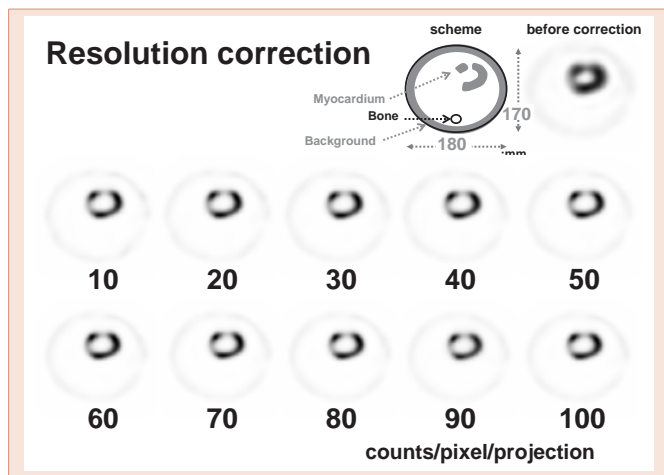 Resolution correction
scheme
before correction
Myocardium
Bone
Background
170
180
mm
10 20 30 40 50
60 70 80 90 100
counts/pixel/projection